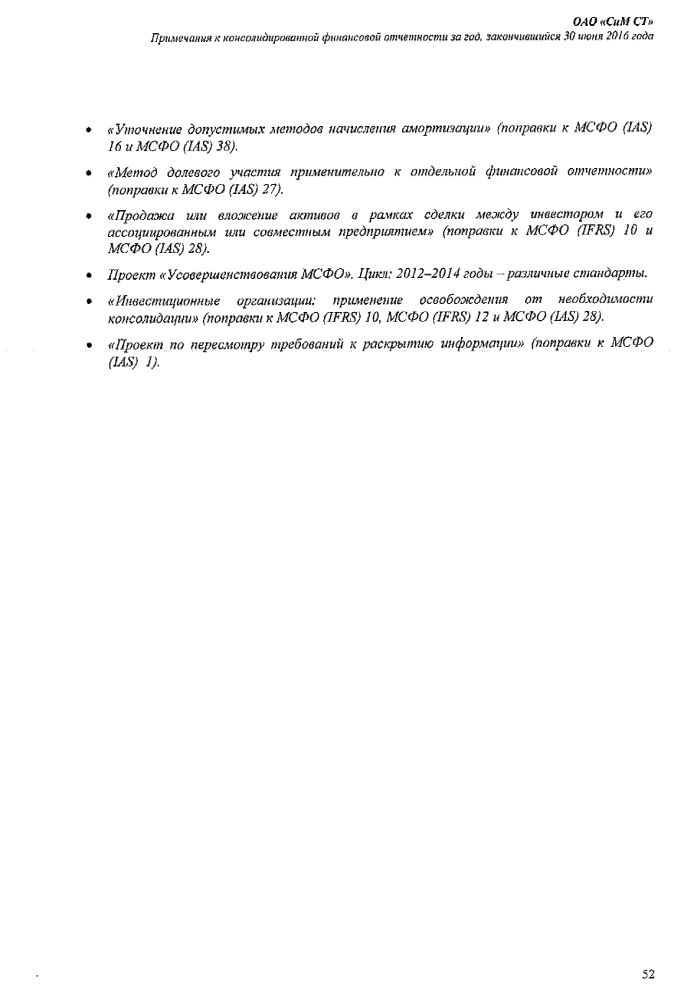 ОАО «СиМ СТ»
Примечания к консолидированной финансовой отчетности за год, закончившийся 30 июня 2016 года
• «Уточнение допустимых методов начисления амортизации» (поправки к МСФО (IAS)
16 и МСФО (IAS) 38).
• «Метод долевого участия применительно к отдельной финансовой отчетности»
(поправки к МСФО (IAS) 27).
• «Продажа или вложение активов в рамках сделки между инвестором и его
ассоциированным или совместным предприятием» (поправки к МСФО (IFRS) 10 и
МСФО (IAS) 28).
• Проект «Усовершенствования МСФО». Цикл: 2012–2014 годы – различные стандарты.
• «Инвестиционные организации: применение освобождения от необходимости
консолидации» (поправки к МСФО (IFRS) 10, МСФО (IFRS) 12 и МСФО (IAS) 28).
• «Проект по пересмотру требований к раскрытию информации» (поправки к МСФО
(IAS) 1).
52